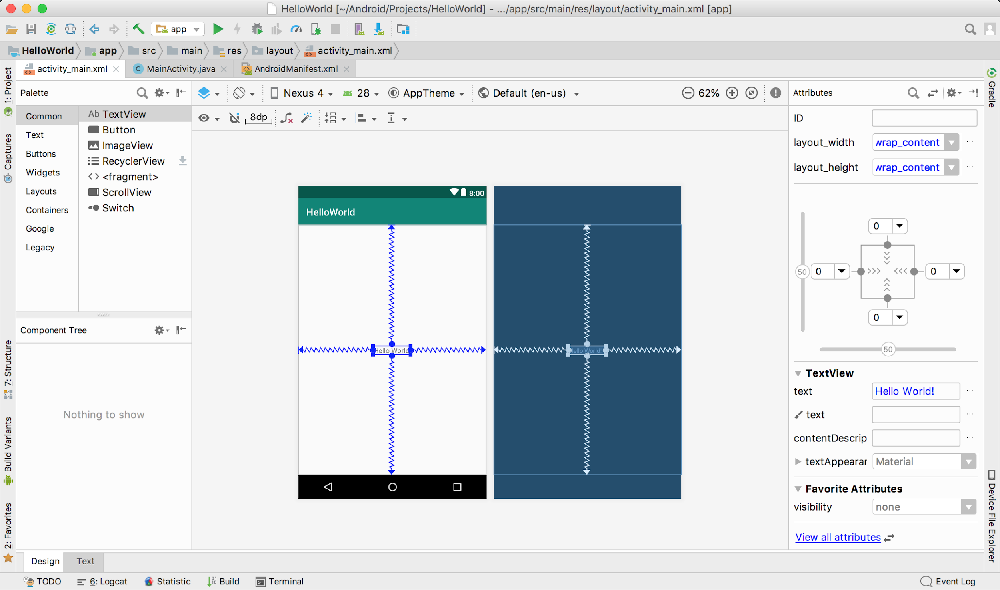 HelloWorld [~/Android/Projects/HelloWorld] - .../app/src/main/res/layout/activity_main.xml [app]
app
HelloWorld app src main res layout activity_main.xml
activity_main.xml MainActivity.java AndroidManifest.xml
1: Project
Captures
7: Structure
Build Variants
2: Favorites
Palette
Common
Text
Buttons
Widgets
Layouts
Containers
Google
Legacy
Ab TextView
Button
ImageView
RecyclerView
<fragment>
ScrollView
Switch
Component Tree
Nothing to show
Nexus 4 28 AppTheme Default (en-us) 62%
8dp
8:00
HelloWorld
Hello World
Hello World!
Attributes
ID
layout_width wrap_content ...
layout_height wrap_content ...
0
50 0 0
0
50
TextView
text Hello World! ...
text ...
contentDescrip ...
textAppearar Material
Favorite Attributes
visibility none
View all attributes
Gradle
Device File Explorer
Design Text
TODO 6: Logcat Statistic Build Terminal Event Log